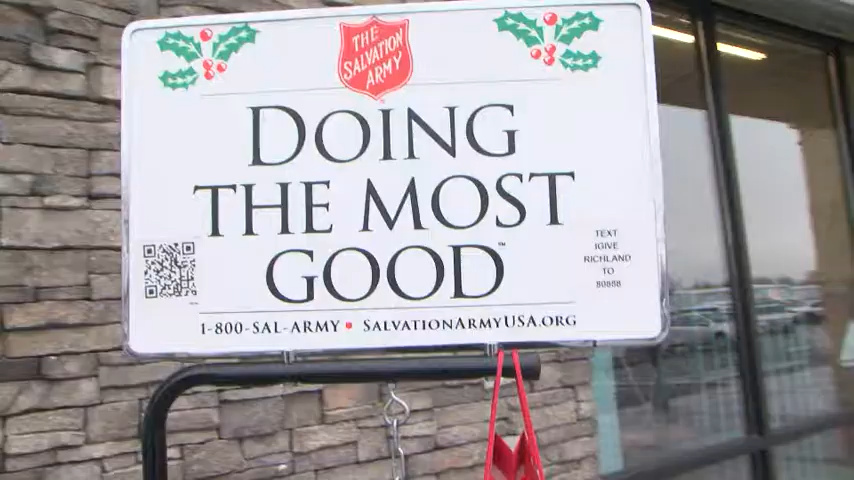 THE
SALVATION
ARMY
DOING
THE MOST
GOOD™
TEXT
IGIVE
RICHLAND
TO
80888
1-800-SAL-ARMY • SALVATIONARMYUSA.ORG